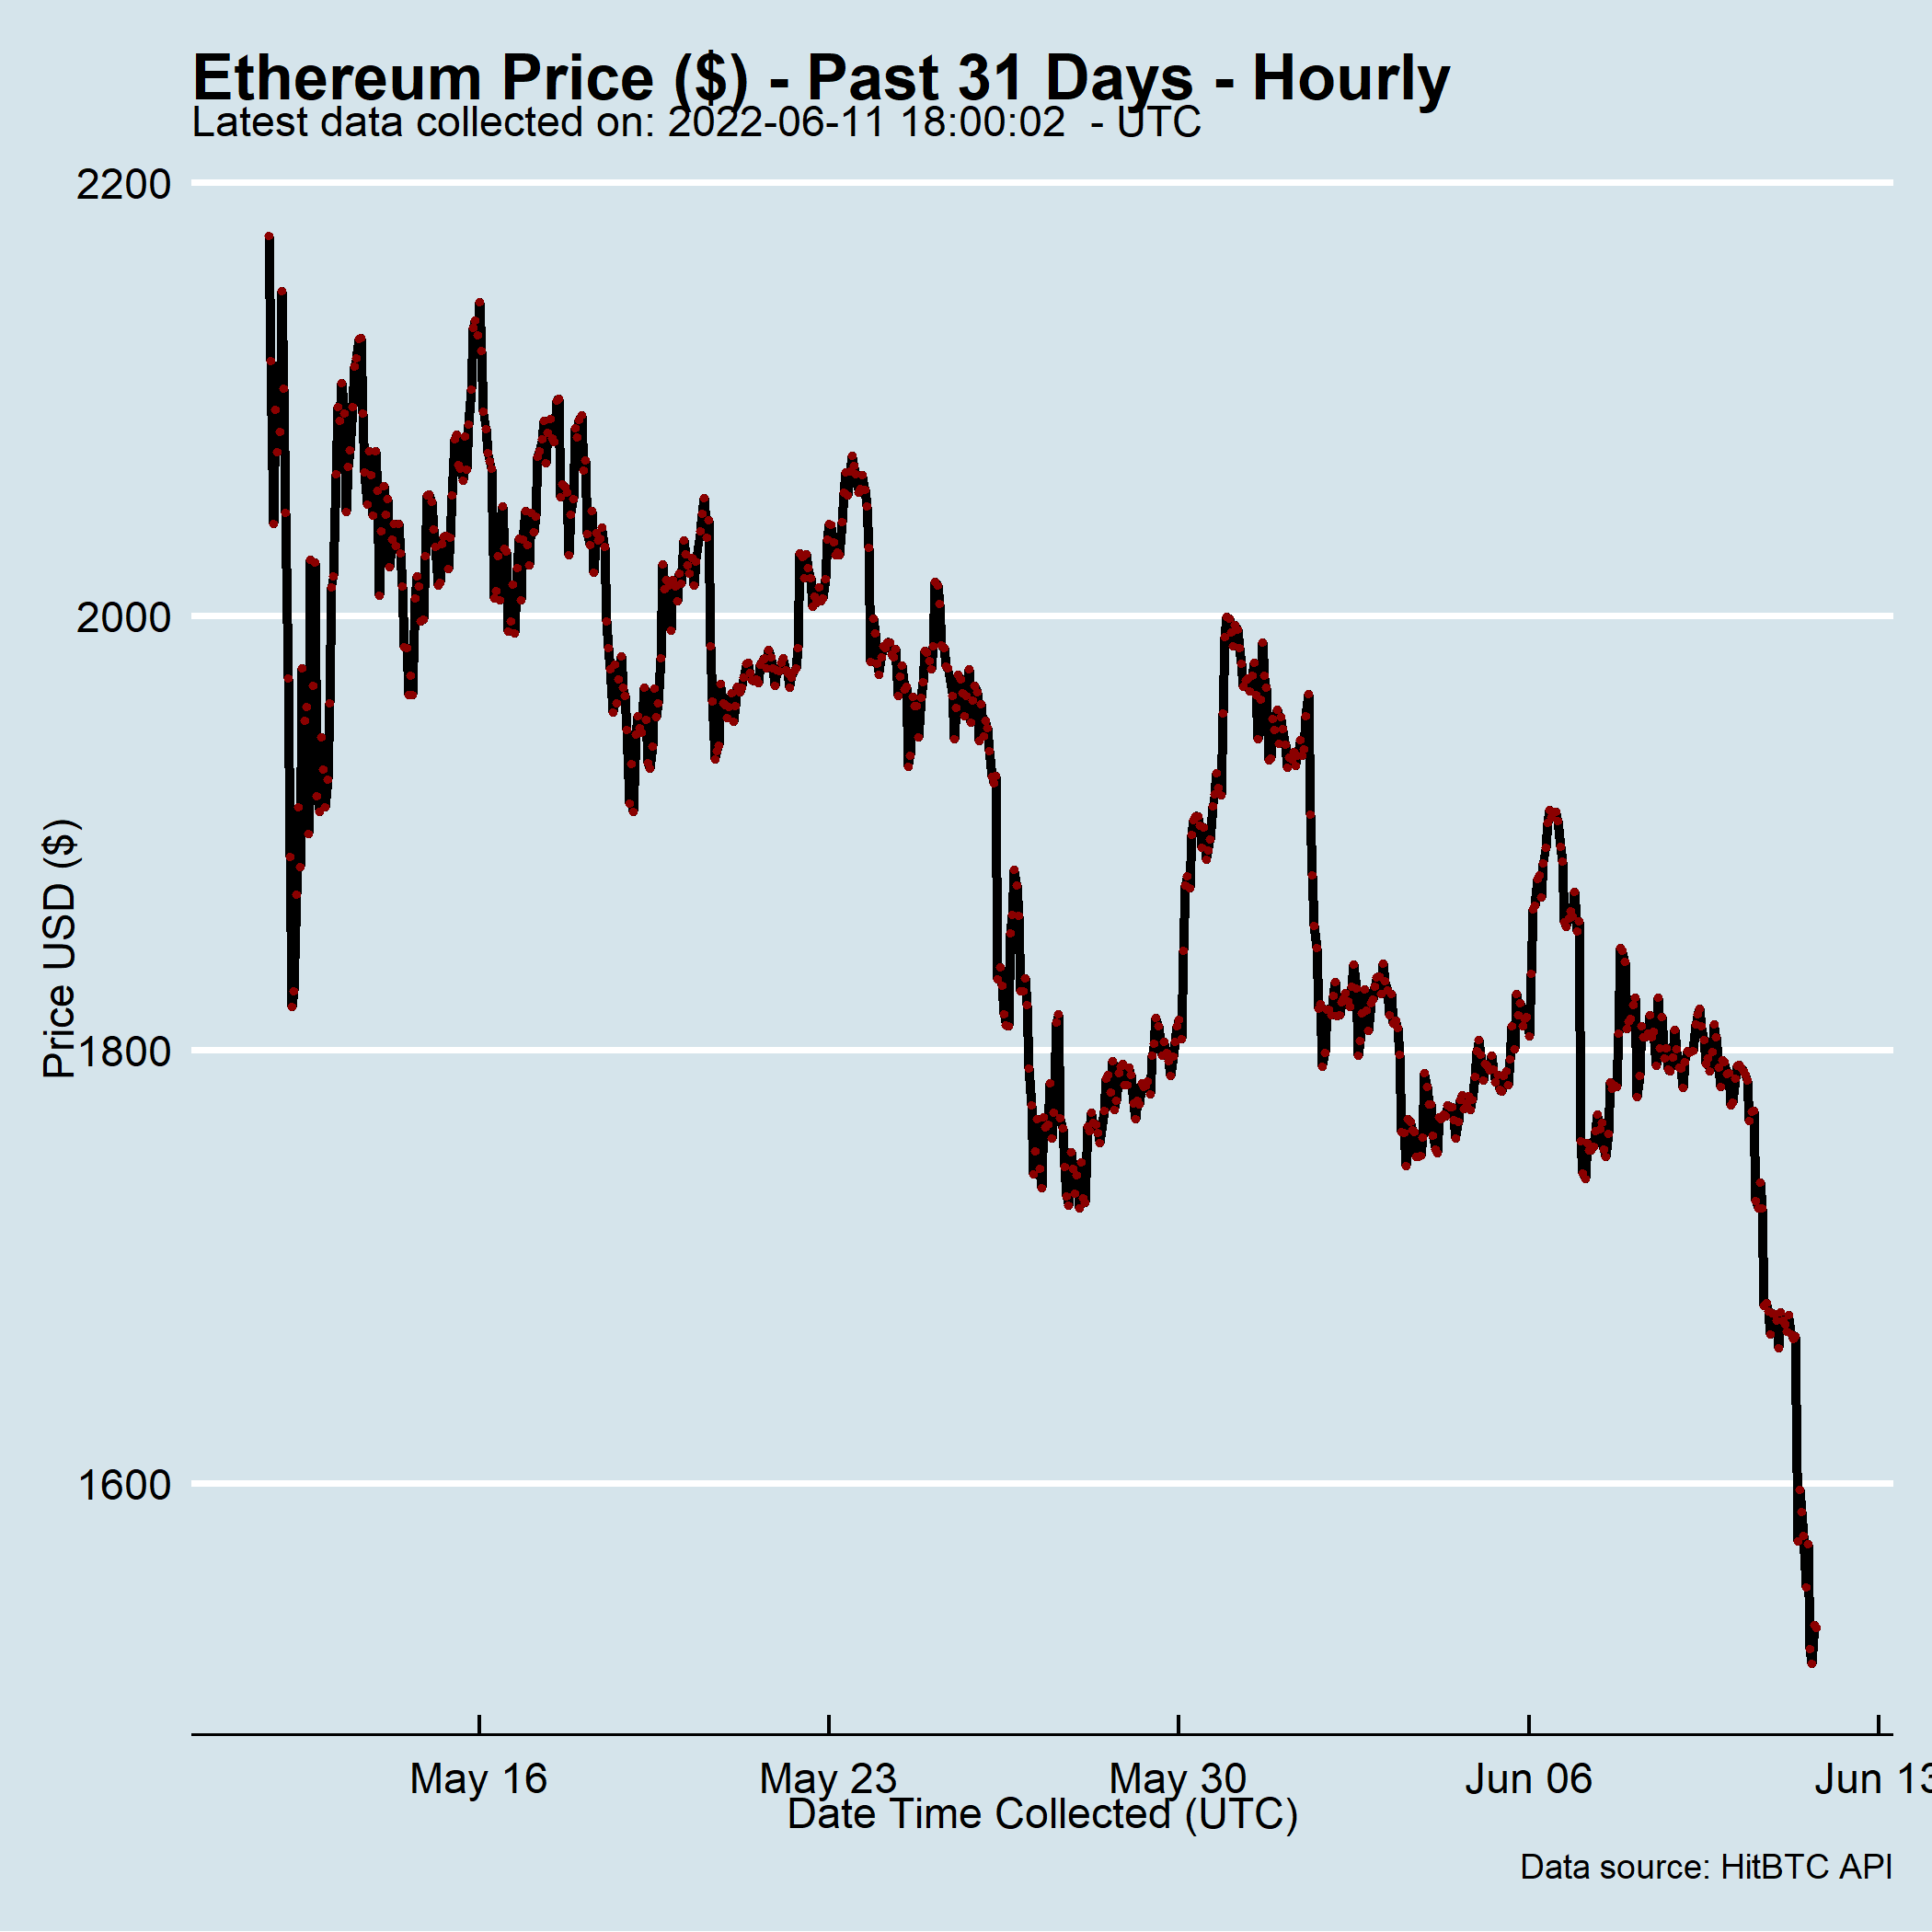 Ethereum Price ($) - Past 31 Days - Hourly
Latest data collected on: 2022-06-11 18:00:02  - UTC
2200
2000
1800
1600
Price USD ($)
May 16
May 23
May 30
Jun 06
Jun 13
Date Time Collected (UTC)
Data source: HitBTC API